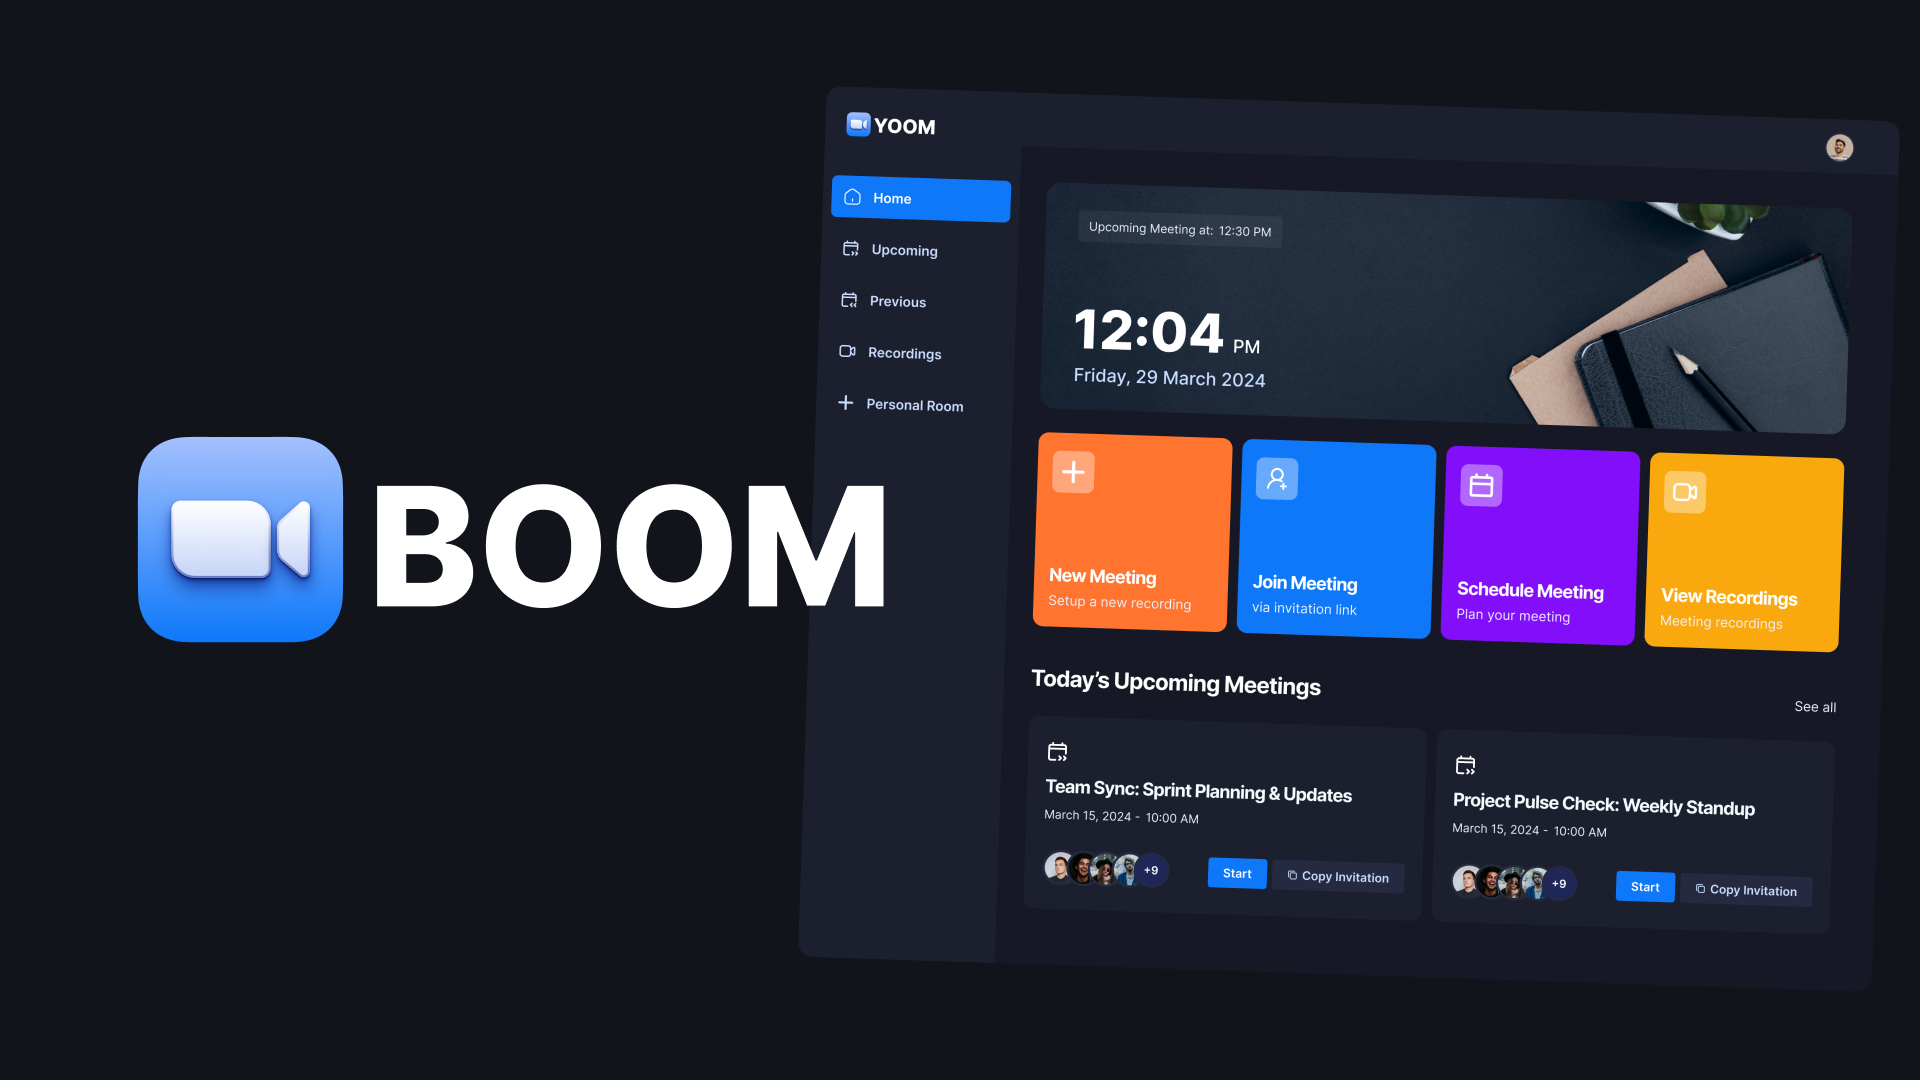 BOOM
YOOM
Home
Upcoming
Previous
Recordings
Personal Room
Upcoming Meeting at: 12:30 PM
12:04 PM
Friday, 29 March 2024
New Meeting
Setup a new recording
Join Meeting
via invitation link
Schedule Meeting
Plan your meeting
View Recordings
Meeting recordings
Today’s Upcoming Meetings
See all
Team Sync: Sprint Planning & Updates
March 15, 2024 - 10:00 AM
+9
Start
Copy Invitation
Project Pulse Check: Weekly Standup
March 15, 2024 - 10:00 AM
+9
Start
Copy Invitation